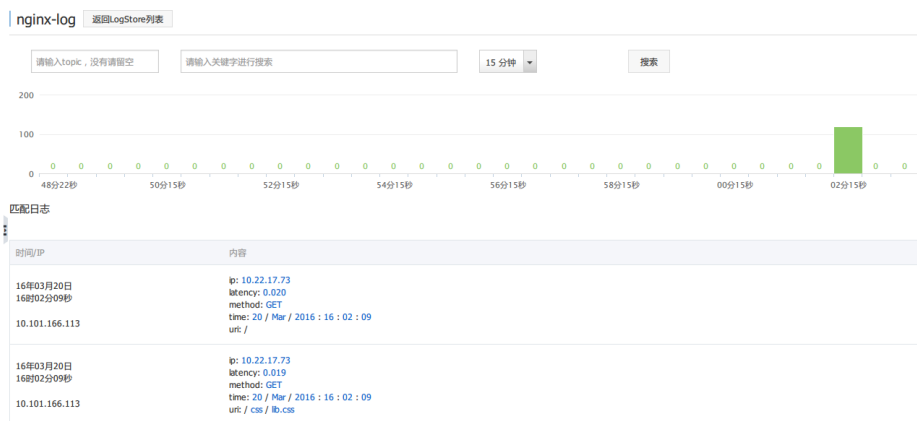 nginx-log 返回LogStore列表
请输入topic，没有请留空 请输入关键字进行搜索 15 分钟 搜索
200
100
0 0 0 0 0 0 0 0 0 0 0 0 0 0 0 0 0 0 0 0 0 0 0 0 0 0 0 0 0 0
0
48分22秒 50分15秒 52分15秒 54分15秒 56分15秒 58分15秒 00分15秒 02分15秒
匹配日志
时间/IP 内容
16年03月20日
16时02分09秒
10.101.166.113
ip: 10.22.17.73
latency: 0.020
method: GET
time: 20 / Mar / 2016 : 16 : 02 : 09
uri: /
16年03月20日
16时02分09秒
10.101.166.113
ip: 10.22.17.73
latency: 0.019
method: GET
time: 20 / Mar / 2016 : 16 : 02 : 09
uri: / css / lib.css